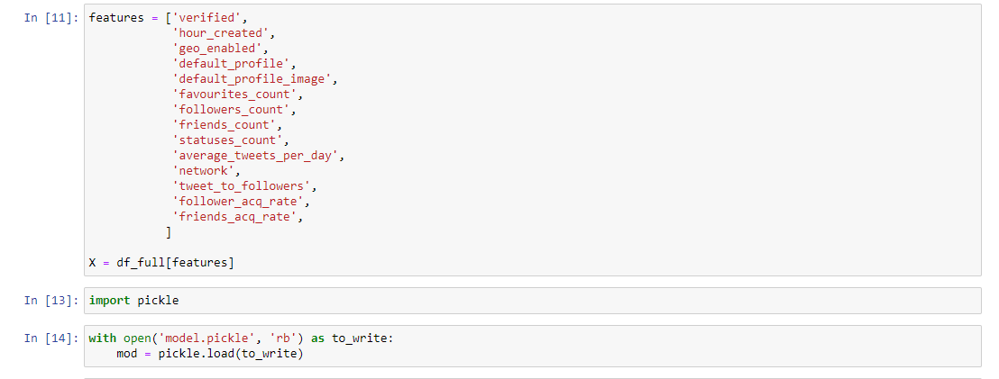 In [11]: features = ['verified',
'hour_created',
'geo_enabled',
'default_profile',
'default_profile_image',
'favourites_count',
'followers_count',
'friends_count',
'statuses_count',
'average_tweets_per_day',
'network',
'tweet_to_followers',
'follower_acq_rate',
'friends_acq_rate',
]
X = df_full[features]
In [13]: import pickle
In [14]: with open('model.pickle', 'rb') as to_write:
mod = pickle.load(to_write)